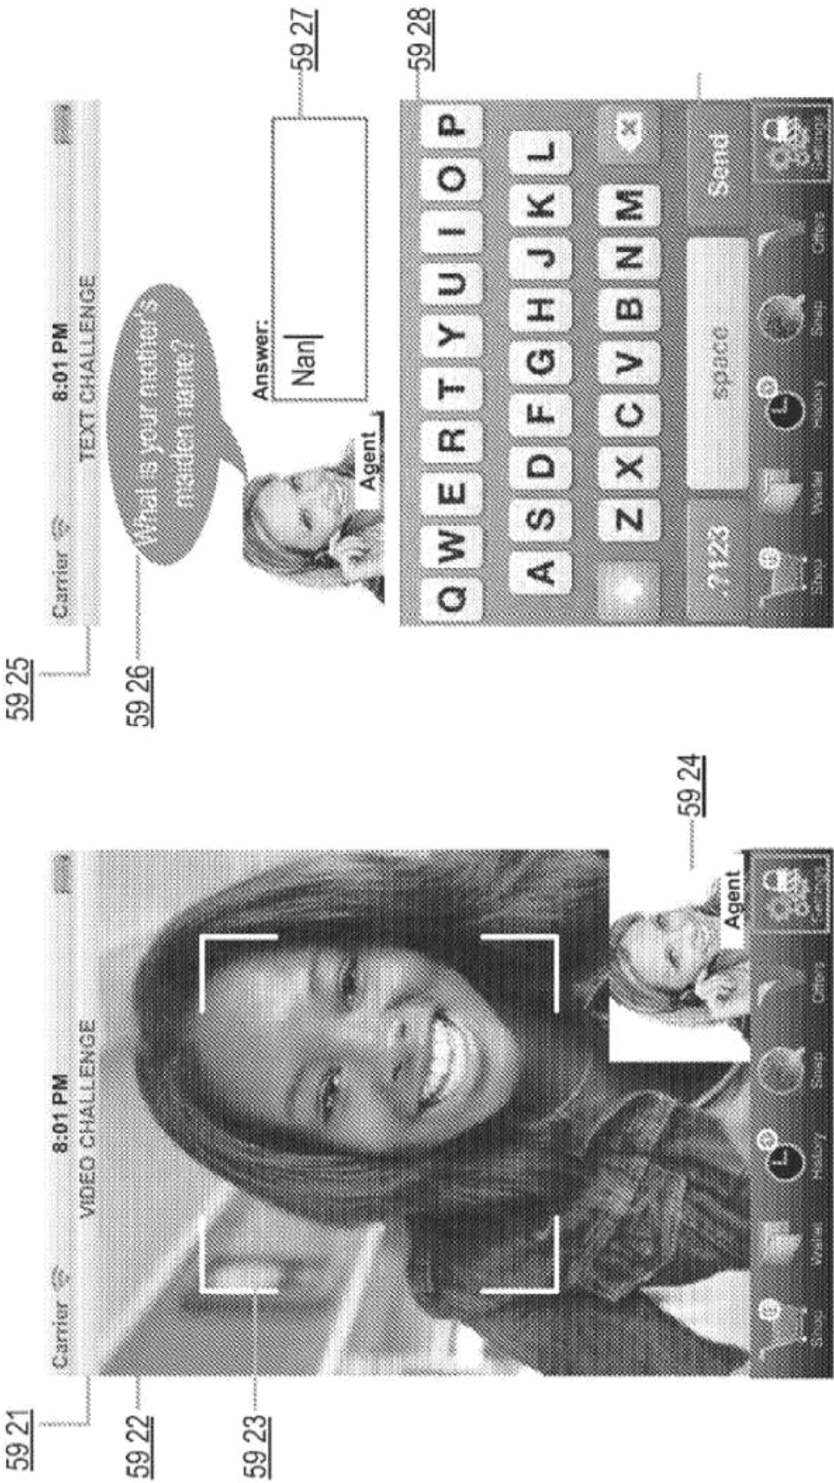 59 21
59 22
59 23
Carrier 8:01 PM
VIDEO CHALLENGE
59 24
Agent
Shop Wallet History Snap Offers Settings
59 25
59 26
Carrier 8:01 PM
TEXT CHALLENGE
What is your mother's
maiden name?
59 27
Answer:
Nan
Agent
59 28
Q W E R T Y U I O P
A S D F G H J K L
Z X C V B N M
.?123 space Send
Shop Wallet History Snap Offers Settings